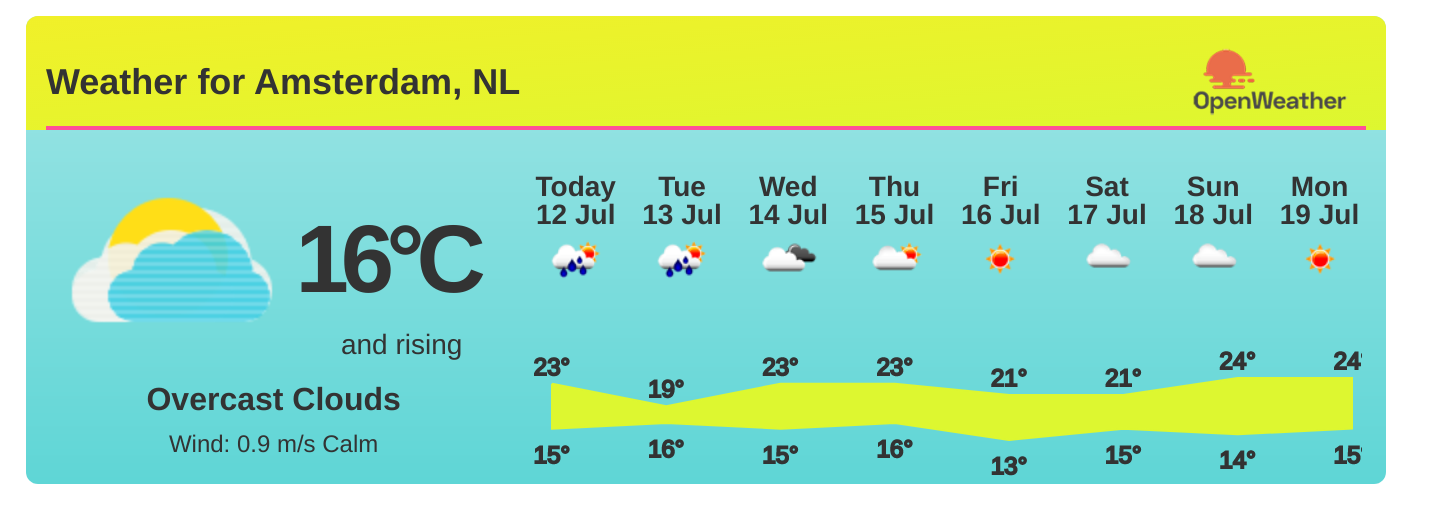 Weather for Amsterdam, NL
OpenWeather
16°C
and rising
Overcast Clouds
Wind: 0.9 m/s Calm
Today Tue Wed Thu Fri Sat Sun Mon
12 Jul 13 Jul 14 Jul 15 Jul 16 Jul 17 Jul 18 Jul 19 Jul
23° 19° 23° 23° 21° 21° 24° 24°
15° 16° 15° 16° 13° 15° 14° 15°